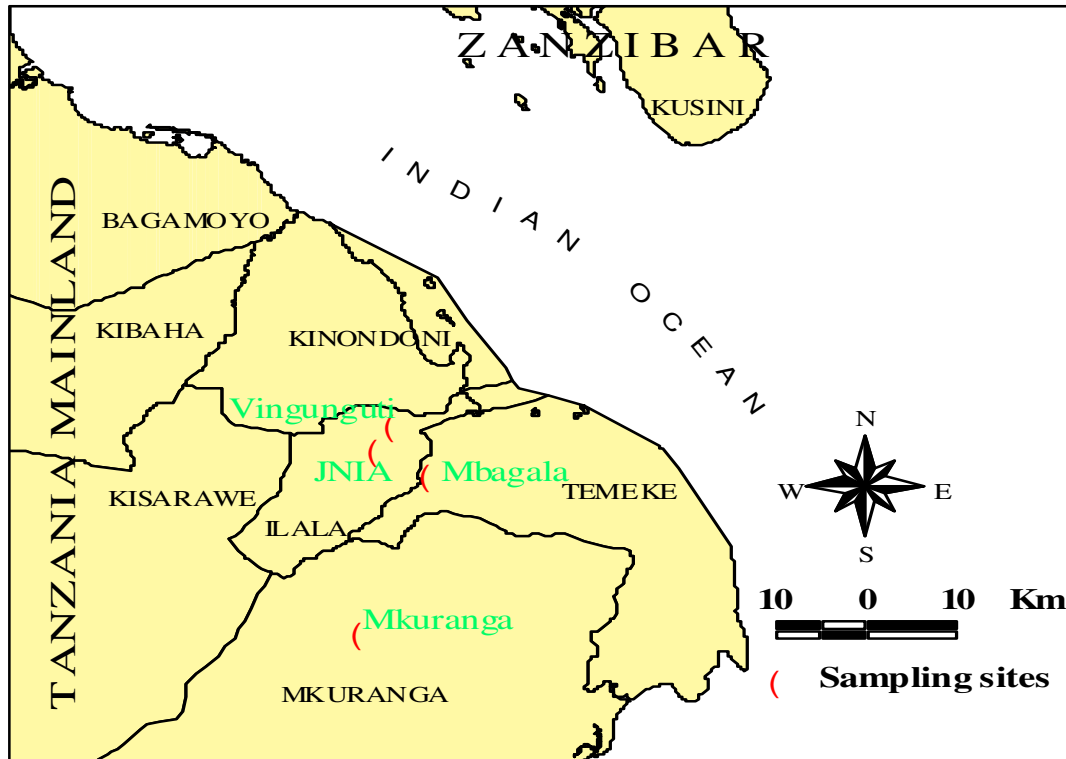 ZANZIBAR
KUSINI
INDIAN OCEAN
TANZANIA MAINLAND
BAGAMOYO
KIBAHA
KINONDONI
Vingunguti
JNIA
Mbagala
KISARAWE
TEMEKE
ILALA
Mkuranga
MKURANGA
N
W
E
S
10 0 10 Km
( Sampling sites